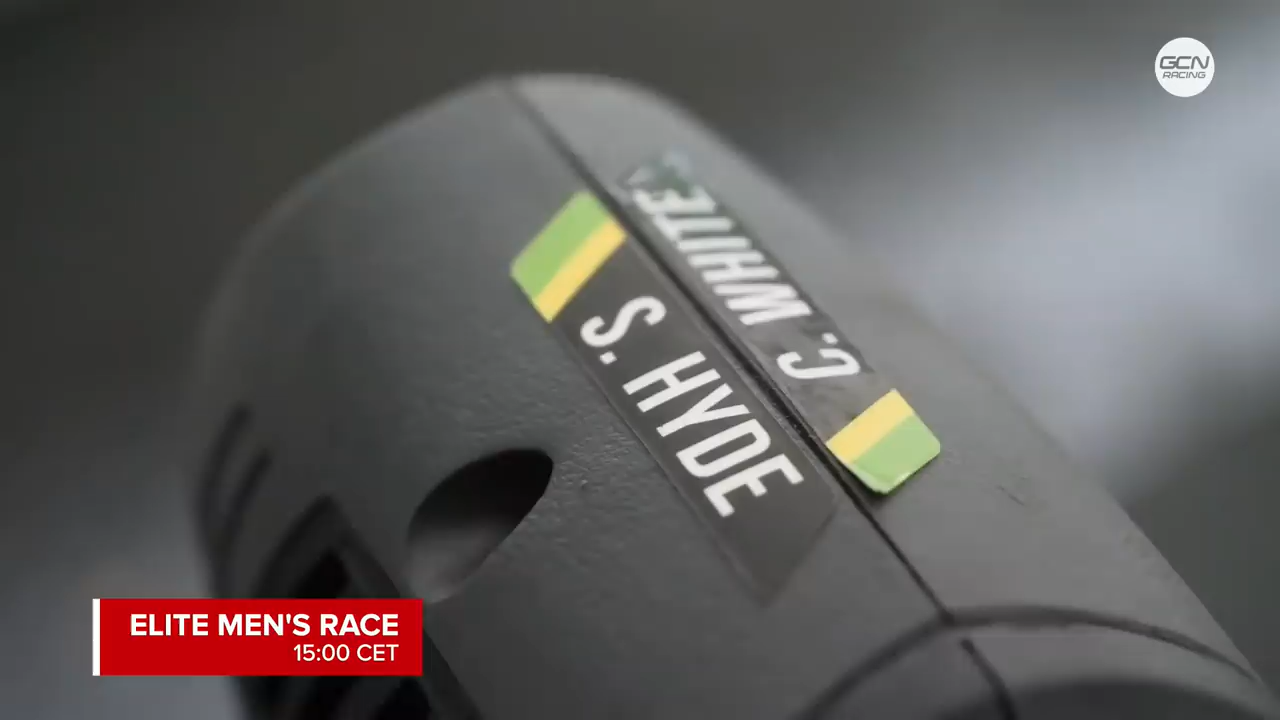 GCN
RACING
C. WHITE
S. HYDE
ELITE MEN'S RACE
15:00 CET